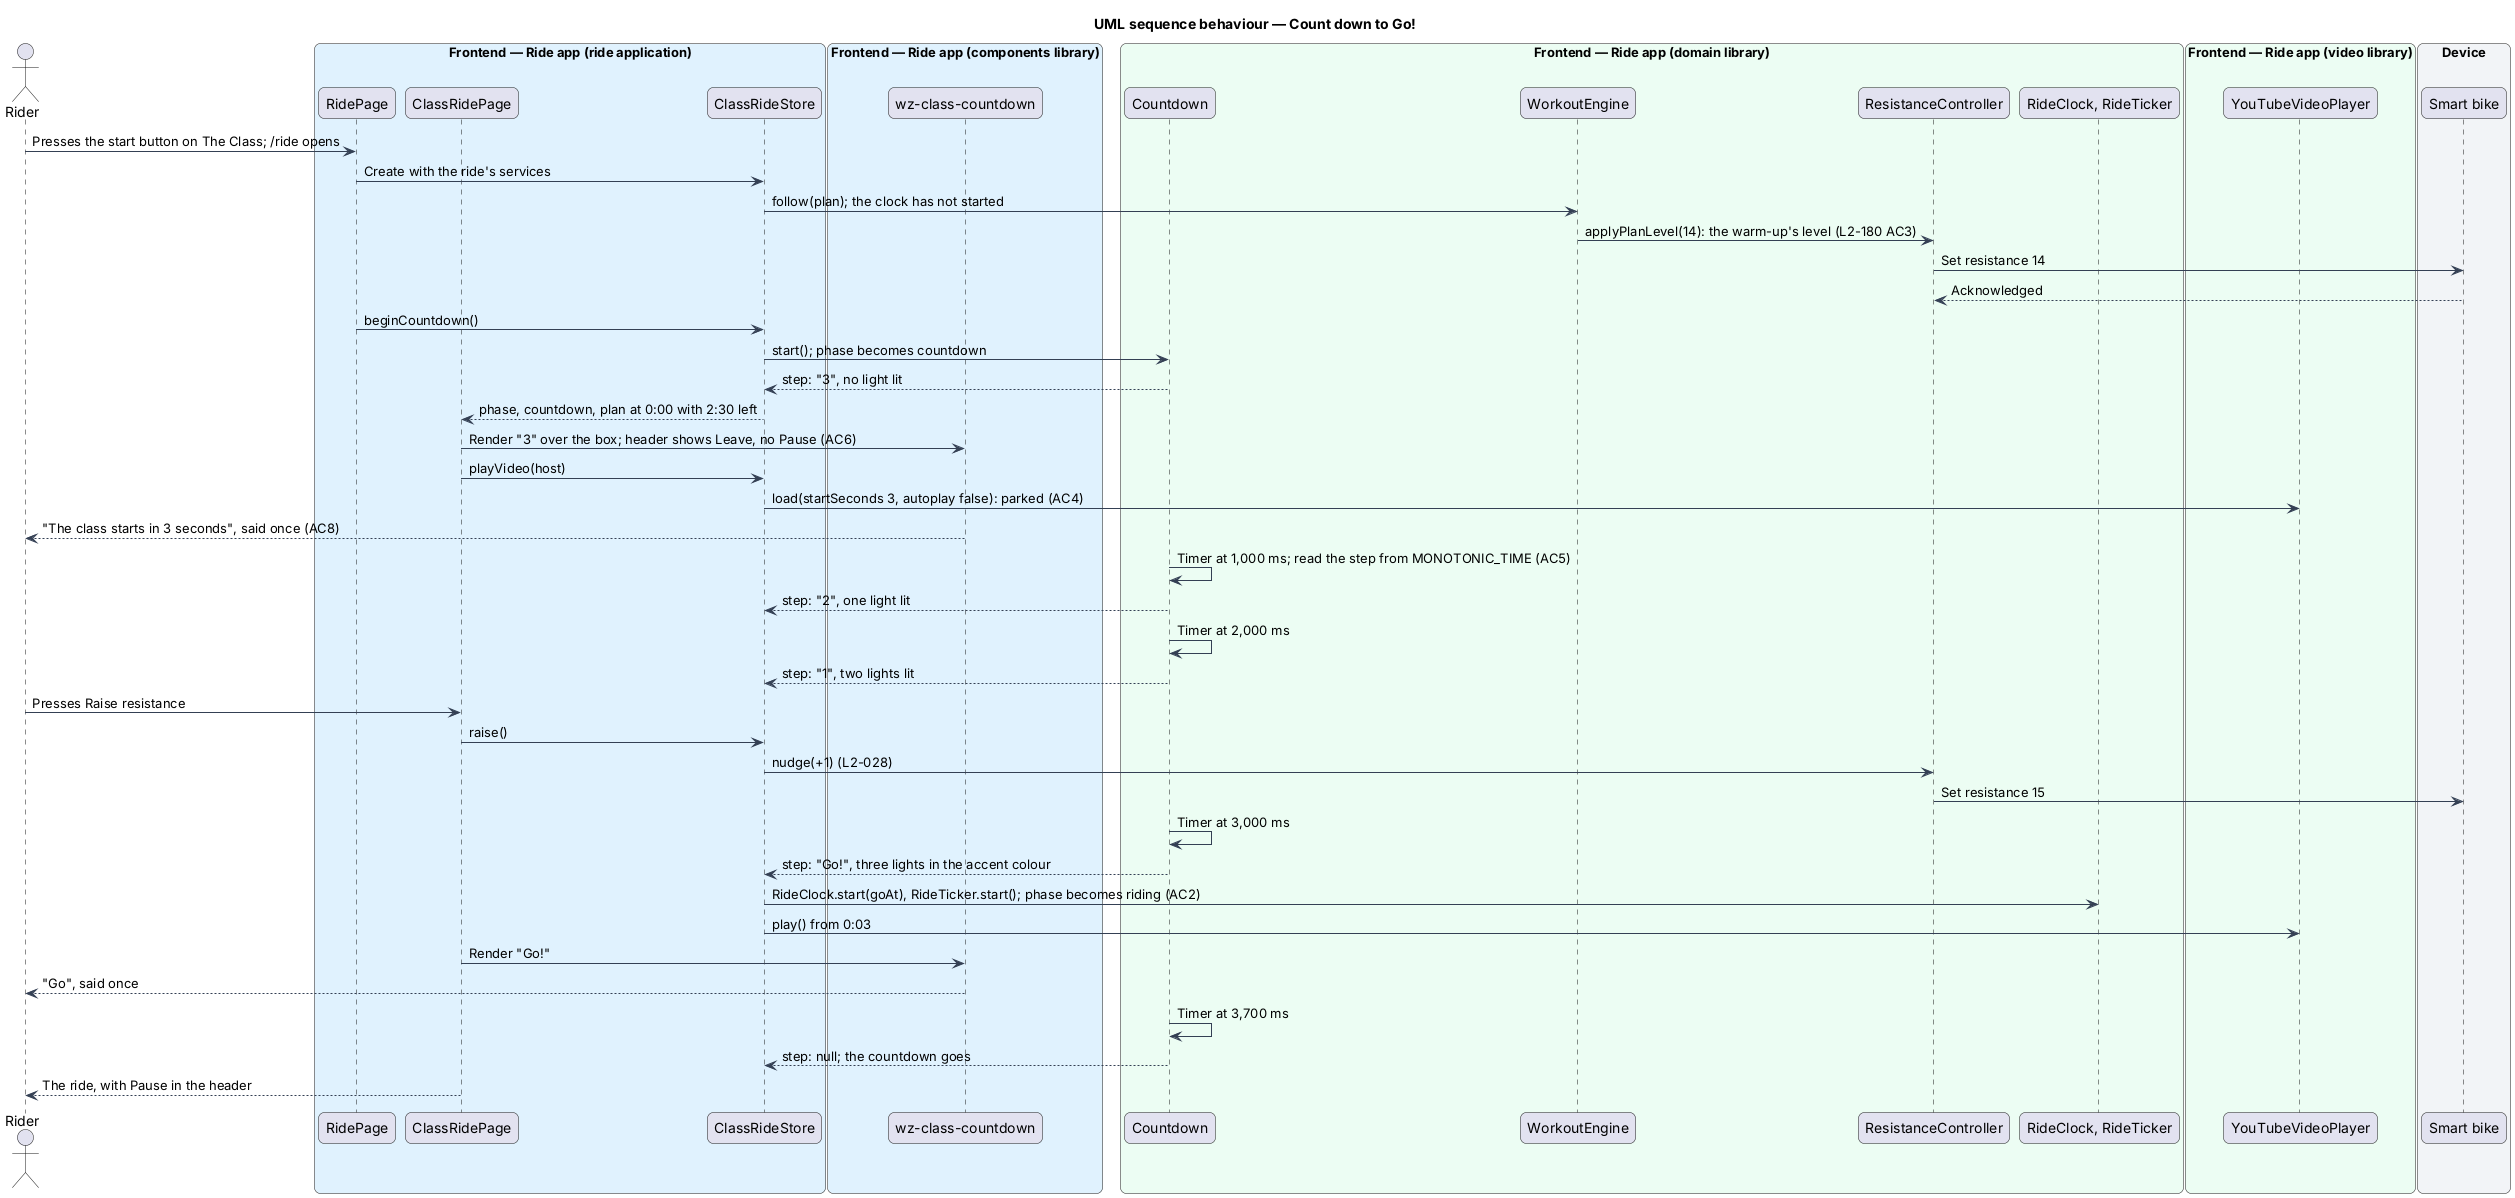 UML sequence behaviour — Count down to Go!
Frontend — Ride app (ride application)
Frontend — Ride app (components library)
Frontend — Ride app (domain library)
Frontend — Ride app (video library)
Device
Rider
RidePage
ClassRidePage
ClassRideStore
wz-class-countdown
Countdown
WorkoutEngine
ResistanceController
RideClock, RideTicker
YouTubeVideoPlayer
Smart bike
Presses the start button on The Class; /ride opens
Create with the ride's services
follow(plan); the clock has not started
applyPlanLevel(14): the warm-up's level (L2-180 AC3)
Set resistance 14
Acknowledged
beginCountdown()
start(); phase becomes countdown
step: "3", no light lit
phase, countdown, plan at 0:00 with 2:30 left
Render "3" over the box; header shows Leave, no Pause (AC6)
playVideo(host)
load(startSeconds 3, autoplay false): parked (AC4)
"The class starts in 3 seconds", said once (AC8)
Timer at 1,000 ms; read the step from MONOTONIC_TIME (AC5)
step: "2", one light lit
Timer at 2,000 ms
step: "1", two lights lit
Presses Raise resistance
raise()
nudge(+1) (L2-028)
Set resistance 15
Timer at 3,000 ms
step: "Go!", three lights in the accent colour
RideClock.start(goAt), RideTicker.start(); phase becomes riding (AC2)
play() from 0:03
Render "Go!"
"Go", said once
Timer at 3,700 ms
step: null; the countdown goes
The ride, with Pause in the header
Rider
RidePage
ClassRidePage
ClassRideStore
wz-class-countdown
Countdown
WorkoutEngine
ResistanceController
RideClock, RideTicker
YouTubeVideoPlayer
Smart bike